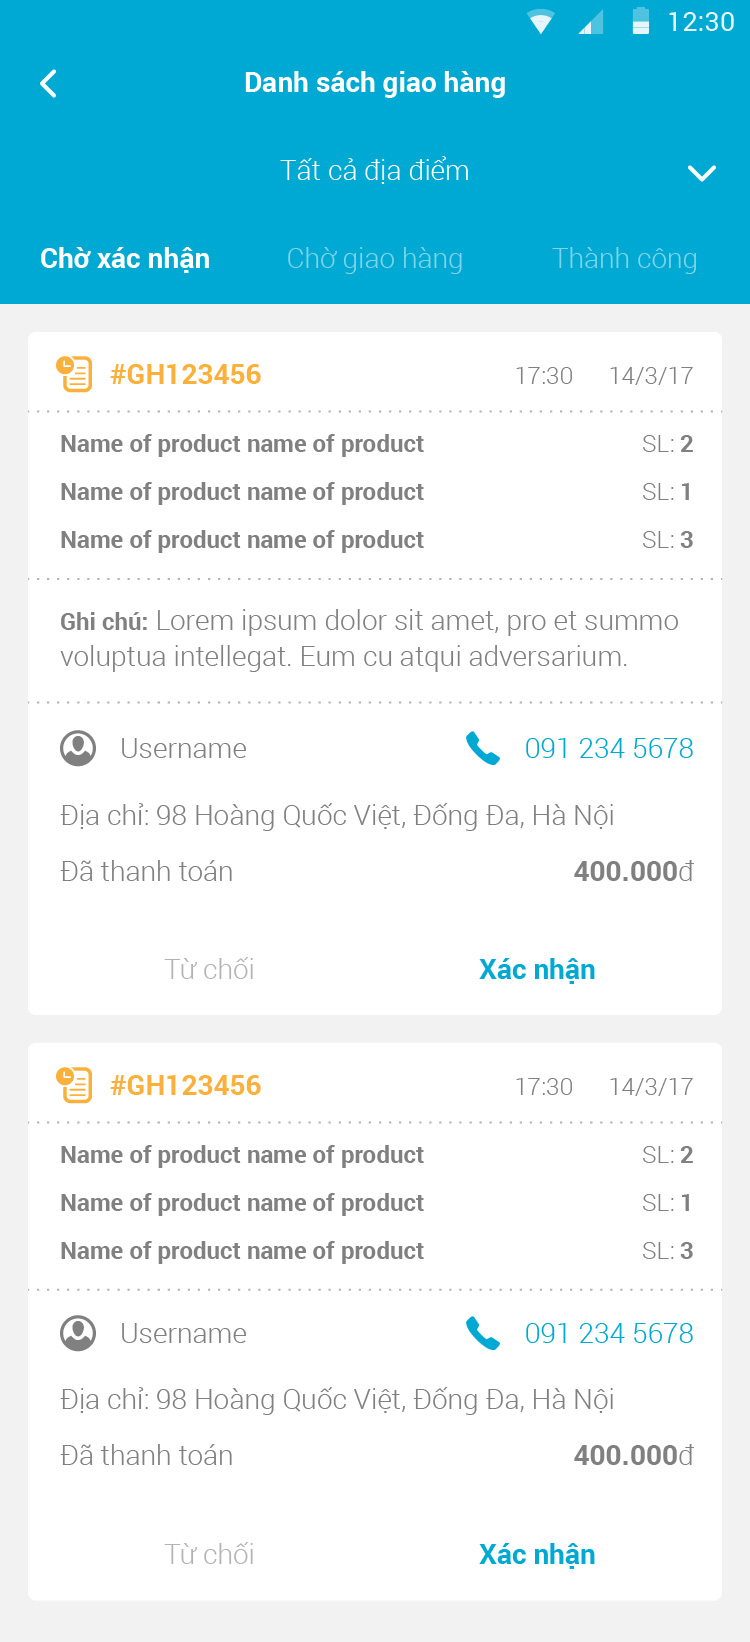 12:30
Danh sách giao hàng
Tất cả địa điểm
Chờ xác nhận Chờ giao hàng Thành công
#GH123456 17:30 14/3/17
Name of product name of product SL: 2
Name of product name of product SL: 1
Name of product name of product SL: 3
Ghi chú: Lorem ipsum dolor sit amet, pro et summo
voluptua intellegat. Eum cu atqui adversarium.
Username 091 234 5678
Địa chỉ: 98 Hoàng Quốc Việt, Đống Đa, Hà Nội
Đã thanh toán 400.000đ
Từ chối Xác nhận
#GH123456 17:30 14/3/17
Name of product name of product SL: 2
Name of product name of product SL: 1
Name of product name of product SL: 3
Username 091 234 5678
Địa chỉ: 98 Hoàng Quốc Việt, Đống Đa, Hà Nội
Đã thanh toán 400.000đ
Từ chối Xác nhận